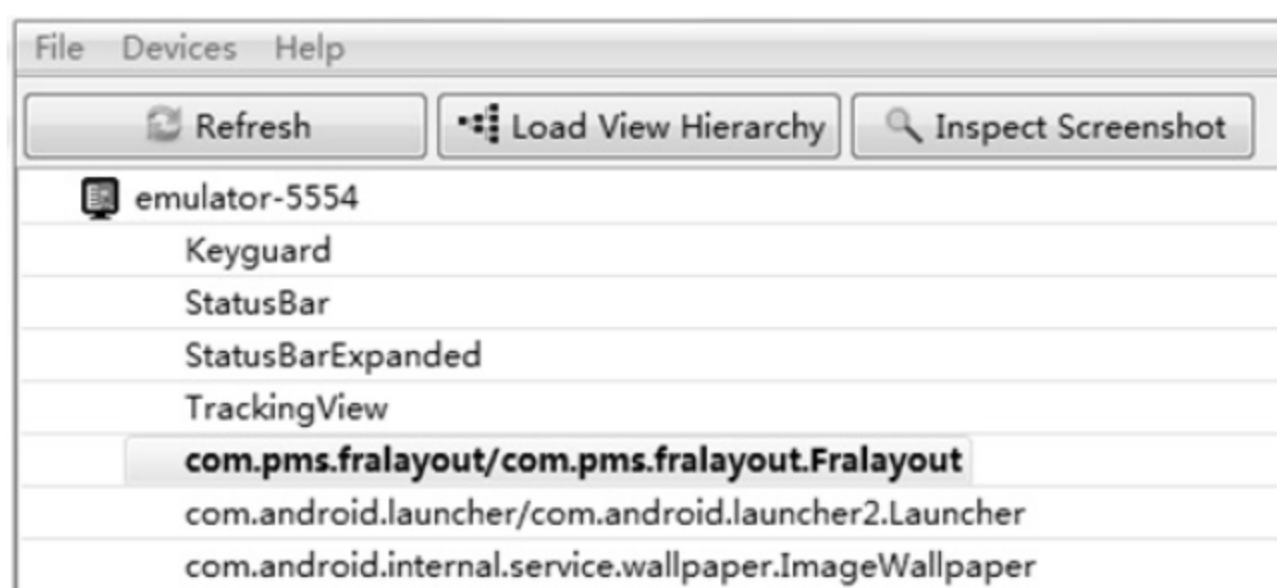 File Devices Help
Refresh Load View Hierarchy Inspect Screenshot
emulator-5554
Keyguard
StatusBar
StatusBarExpanded
TrackingView
com.pms.fralayout/com.pms.fralayout.Fralayout
com.android.launcher/com.android.launcher2.Launcher
com.android.internal.service.wallpaper.ImageWallpaper